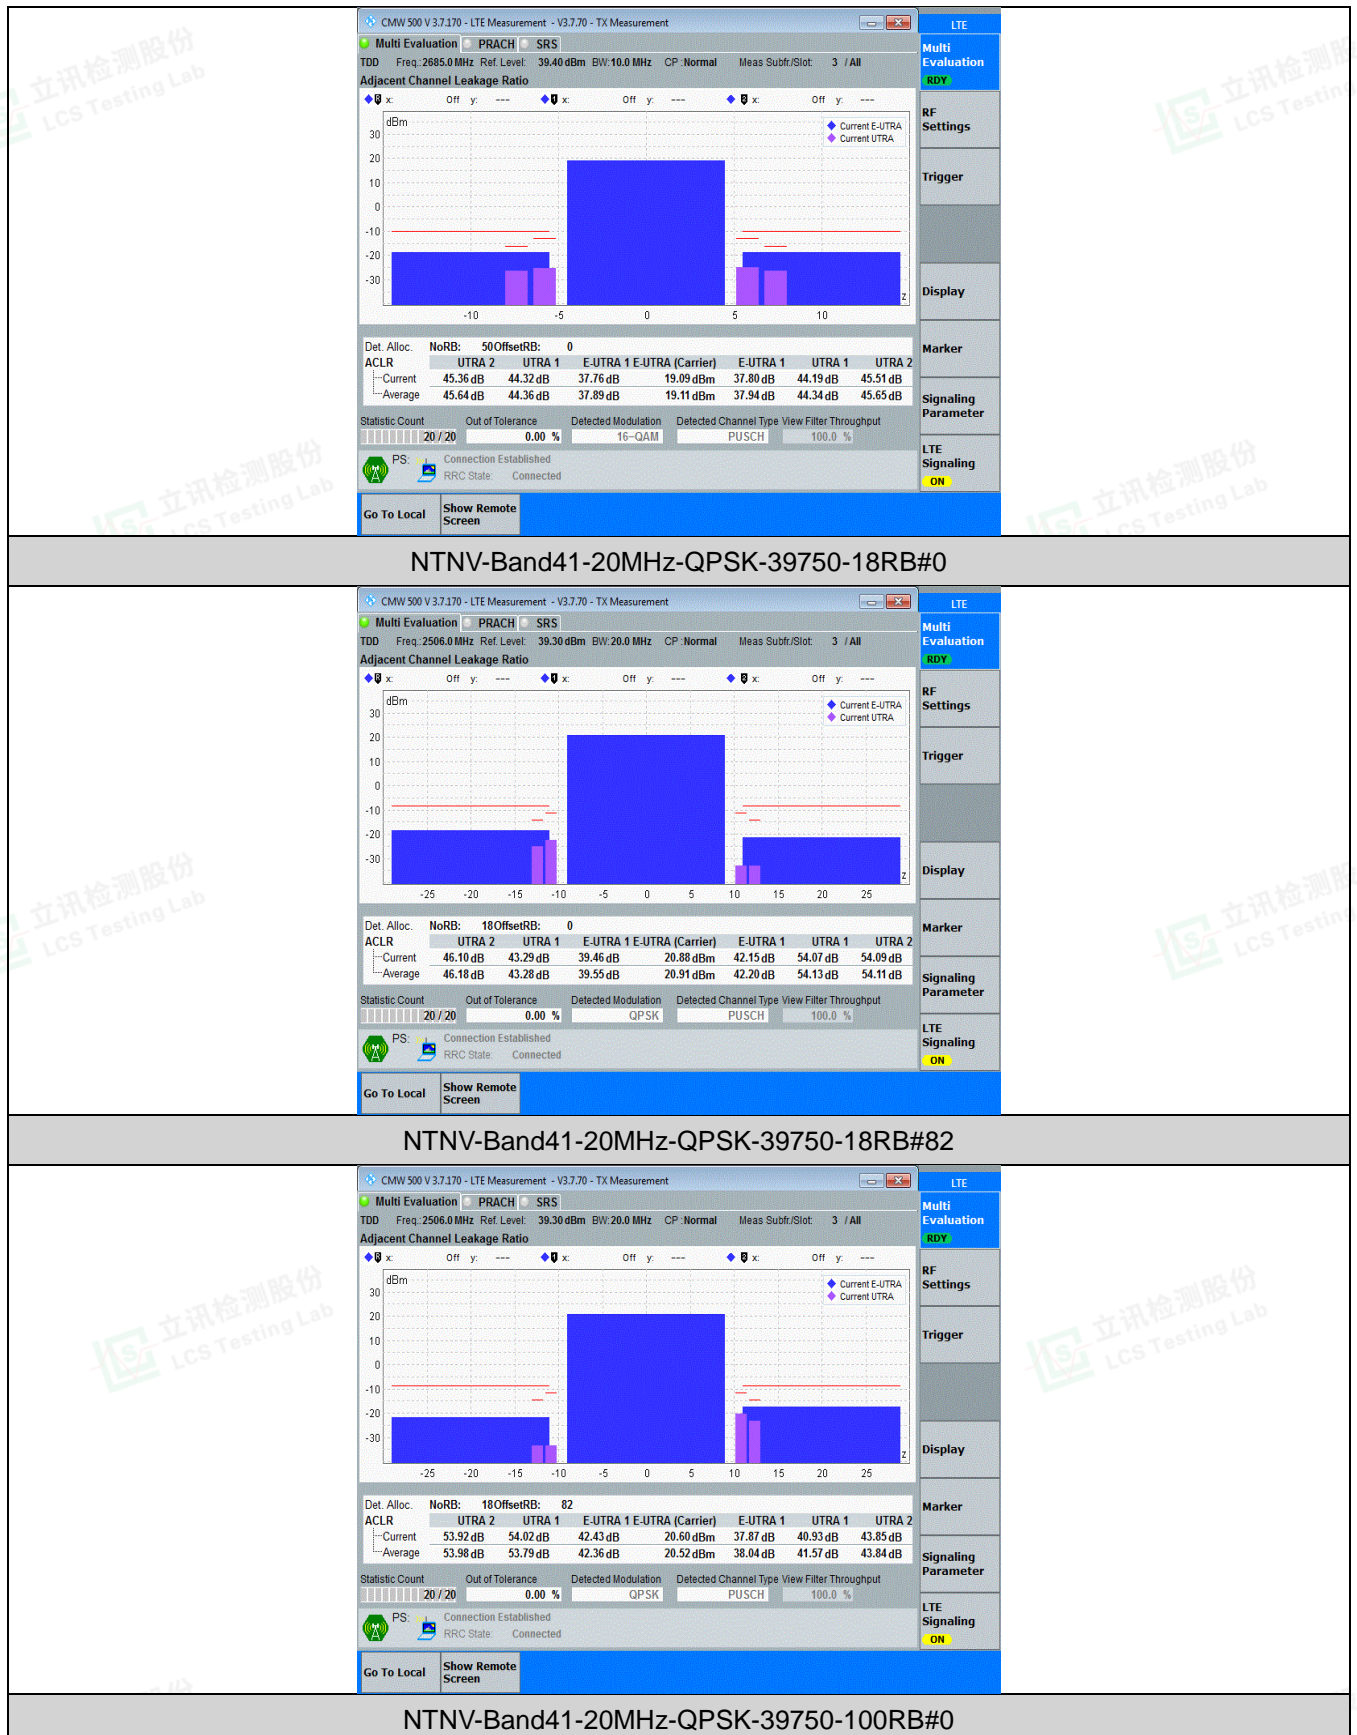 CMW 500 V 3.7.170 - LTE Measurement - V3.7.70 - TX Measurement
LTE
Multi Evaluation PRACH SRS
Multi Evaluation
RDY
TDD Freq.:2685.0 MHz Ref. Level: 39.40 dBm BW:10.0 MHz CP :Normal Meas Subfr./Slot: 3 / All
Adjacent Channel Leakage Ratio
x: Off y: --- x: Off y: --- x: Off y: ---
dBm
Current E-UTRA
Current UTRA
30
20
10
0
-10
-20
-30
z
-10 -5 0 5 10
RF Settings
Trigger
Display
Marker
Signaling Parameter
LTE Signaling
ON
Det. Alloc. NoRB: 50 OffsetRB: 0
ACLR UTRA 2 UTRA 1 E-UTRA 1 E-UTRA (Carrier) E-UTRA 1 UTRA 1 UTRA 2
Current 45.36 dB 44.32 dB 37.76 dB 19.09 dBm 37.80 dB 44.19 dB 45.51 dB
Average 45.64 dB 44.36 dB 37.89 dB 19.11 dBm 37.94 dB 44.34 dB 45.65 dB
Statistic Count Out of Tolerance Detected Modulation Detected Channel Type View Filter Throughput
20 / 20 0.00 % 16-QAM PUSCH 100.0 %
PS: Connection Established
RRC State: Connected
Go To Local Show Remote Screen
NTNV-Band41-20MHz-QPSK-39750-18RB#0
CMW 500 V 3.7.170 - LTE Measurement - V3.7.70 - TX Measurement
LTE
Multi Evaluation PRACH SRS
Multi Evaluation
RDY
TDD Freq.:2506.0 MHz Ref. Level: 39.30 dBm BW:20.0 MHz CP :Normal Meas Subfr./Slot: 3 / All
Adjacent Channel Leakage Ratio
x: Off y: --- x: Off y: --- x: Off y: ---
dBm
Current E-UTRA
Current UTRA
30
20
10
0
-10
-20
-30
z
-25 -20 -15 -10 -5 0 5 10 15 20 25
RF Settings
Trigger
Display
Marker
Signaling Parameter
LTE Signaling
ON
Det. Alloc. NoRB: 18 OffsetRB: 0
ACLR UTRA 2 UTRA 1 E-UTRA 1 E-UTRA (Carrier) E-UTRA 1 UTRA 1 UTRA 2
Current 46.10 dB 43.29 dB 39.46 dB 20.88 dBm 42.15 dB 54.07 dB 54.09 dB
Average 46.18 dB 43.28 dB 39.55 dB 20.91 dBm 42.20 dB 54.13 dB 54.11 dB
Statistic Count Out of Tolerance Detected Modulation Detected Channel Type View Filter Throughput
20 / 20 0.00 % QPSK PUSCH 100.0 %
PS: Connection Established
RRC State: Connected
Go To Local Show Remote Screen
NTNV-Band41-20MHz-QPSK-39750-18RB#82
CMW 500 V 3.7.170 - LTE Measurement - V3.7.70 - TX Measurement
LTE
Multi Evaluation PRACH SRS
Multi Evaluation
RDY
TDD Freq.:2506.0 MHz Ref. Level: 39.30 dBm BW:20.0 MHz CP :Normal Meas Subfr./Slot: 3 / All
Adjacent Channel Leakage Ratio
x: Off y: --- x: Off y: --- x: Off y: ---
dBm
Current E-UTRA
Current UTRA
30
20
10
0
-10
-20
-30
z
-25 -20 -15 -10 -5 0 5 10 15 20 25
RF Settings
Trigger
Display
Marker
Signaling Parameter
LTE Signaling
ON
Det. Alloc. NoRB: 18 OffsetRB: 82
ACLR UTRA 2 UTRA 1 E-UTRA 1 E-UTRA (Carrier) E-UTRA 1 UTRA 1 UTRA 2
Current 53.92 dB 54.02 dB 42.43 dB 20.60 dBm 37.87 dB 40.93 dB 43.85 dB
Average 53.98 dB 53.79 dB 42.36 dB 20.52 dBm 38.04 dB 41.57 dB 43.84 dB
Statistic Count Out of Tolerance Detected Modulation Detected Channel Type View Filter Throughput
20 / 20 0.00 % QPSK PUSCH 100.0 %
PS: Connection Established
RRC State: Connected
Go To Local Show Remote Screen
NTNV-Band41-20MHz-QPSK-39750-100RB#0
立讯检测股份
LCS Testing Lab